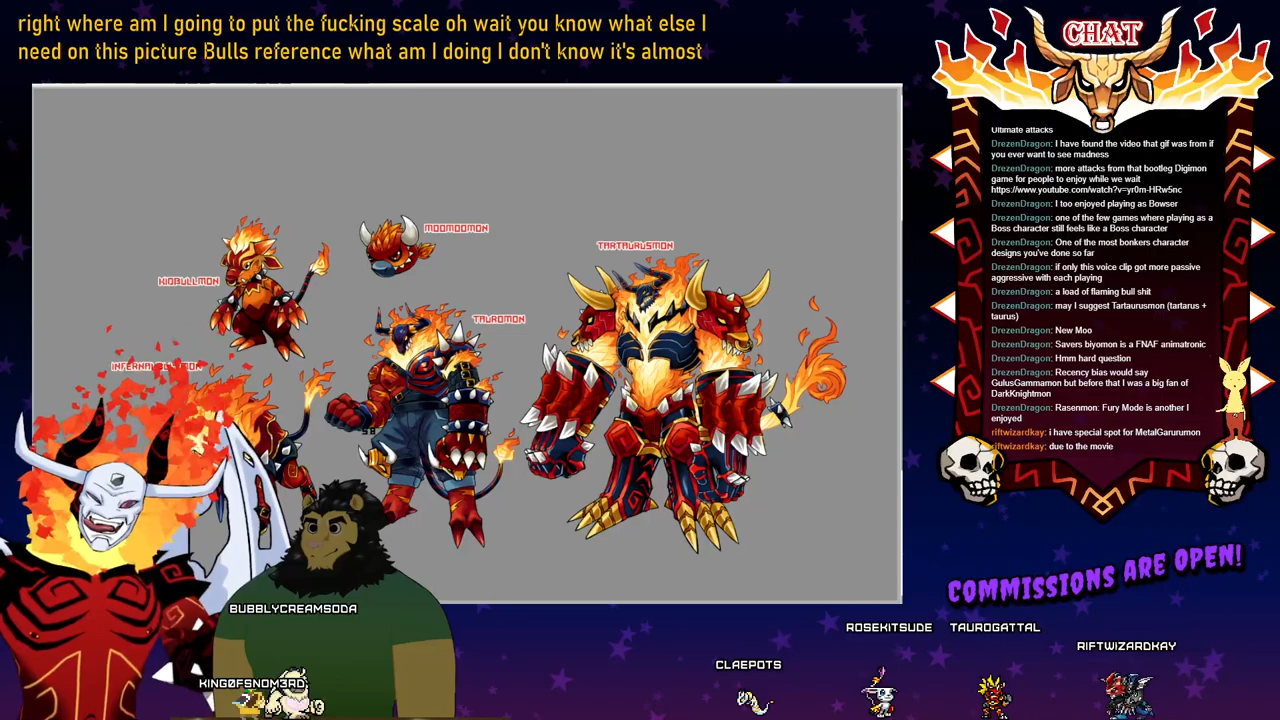 right where am I going to put the fucking scale oh wait you know what else I
need on this picture Bulls reference what am I doing I don't know it's almost
CHAT
Ultimate attacks
DrezenDragon: I have found the video that gif was from if
you ever want to see madness
DrezenDragon: more attacks from that bootleg Digimon
game for people to enjoy while we wait
https://www.youtube.com/watch?v=yr0m-HRw5nc
DrezenDragon: I too enjoyed playing as Bowser
DrezenDragon: one of the few games where playing as a
Boss character still feels like a Boss character
DrezenDragon: One of the most bonkers character
designs you've done so far
DrezenDragon: if only this voice clip got more passive
aggressive with each playing
DrezenDragon: a load of flaming bull shit
DrezenDragon: may I suggest Tartaurusmon (tartarus +
taurus)
DrezenDragon: New Moo
DrezenDragon: Savers biyomon is a FNAF animatronic
DrezenDragon: Hmm hard question
DrezenDragon: Recency bias would say
GulusGammamon but before that I was a big fan of
DarkKnightmon
DrezenDragon: Rasenmon: Fury Mode is another I
enjoyed
riftwizardkay: i have special spot for MetalGarurumon
riftwizardkay: due to the movie
MOOMOOMON
TARTAURUSMON
KIDBULLMON
TAUROMON
COMMISSIONS ARE OPEN!
BUBBLYCREAMSODA
ROSEKITSUDE
TAUROGATTAL
RIFTWIZARDKAY
CLAEPOTS
KING0FSNOM3RD